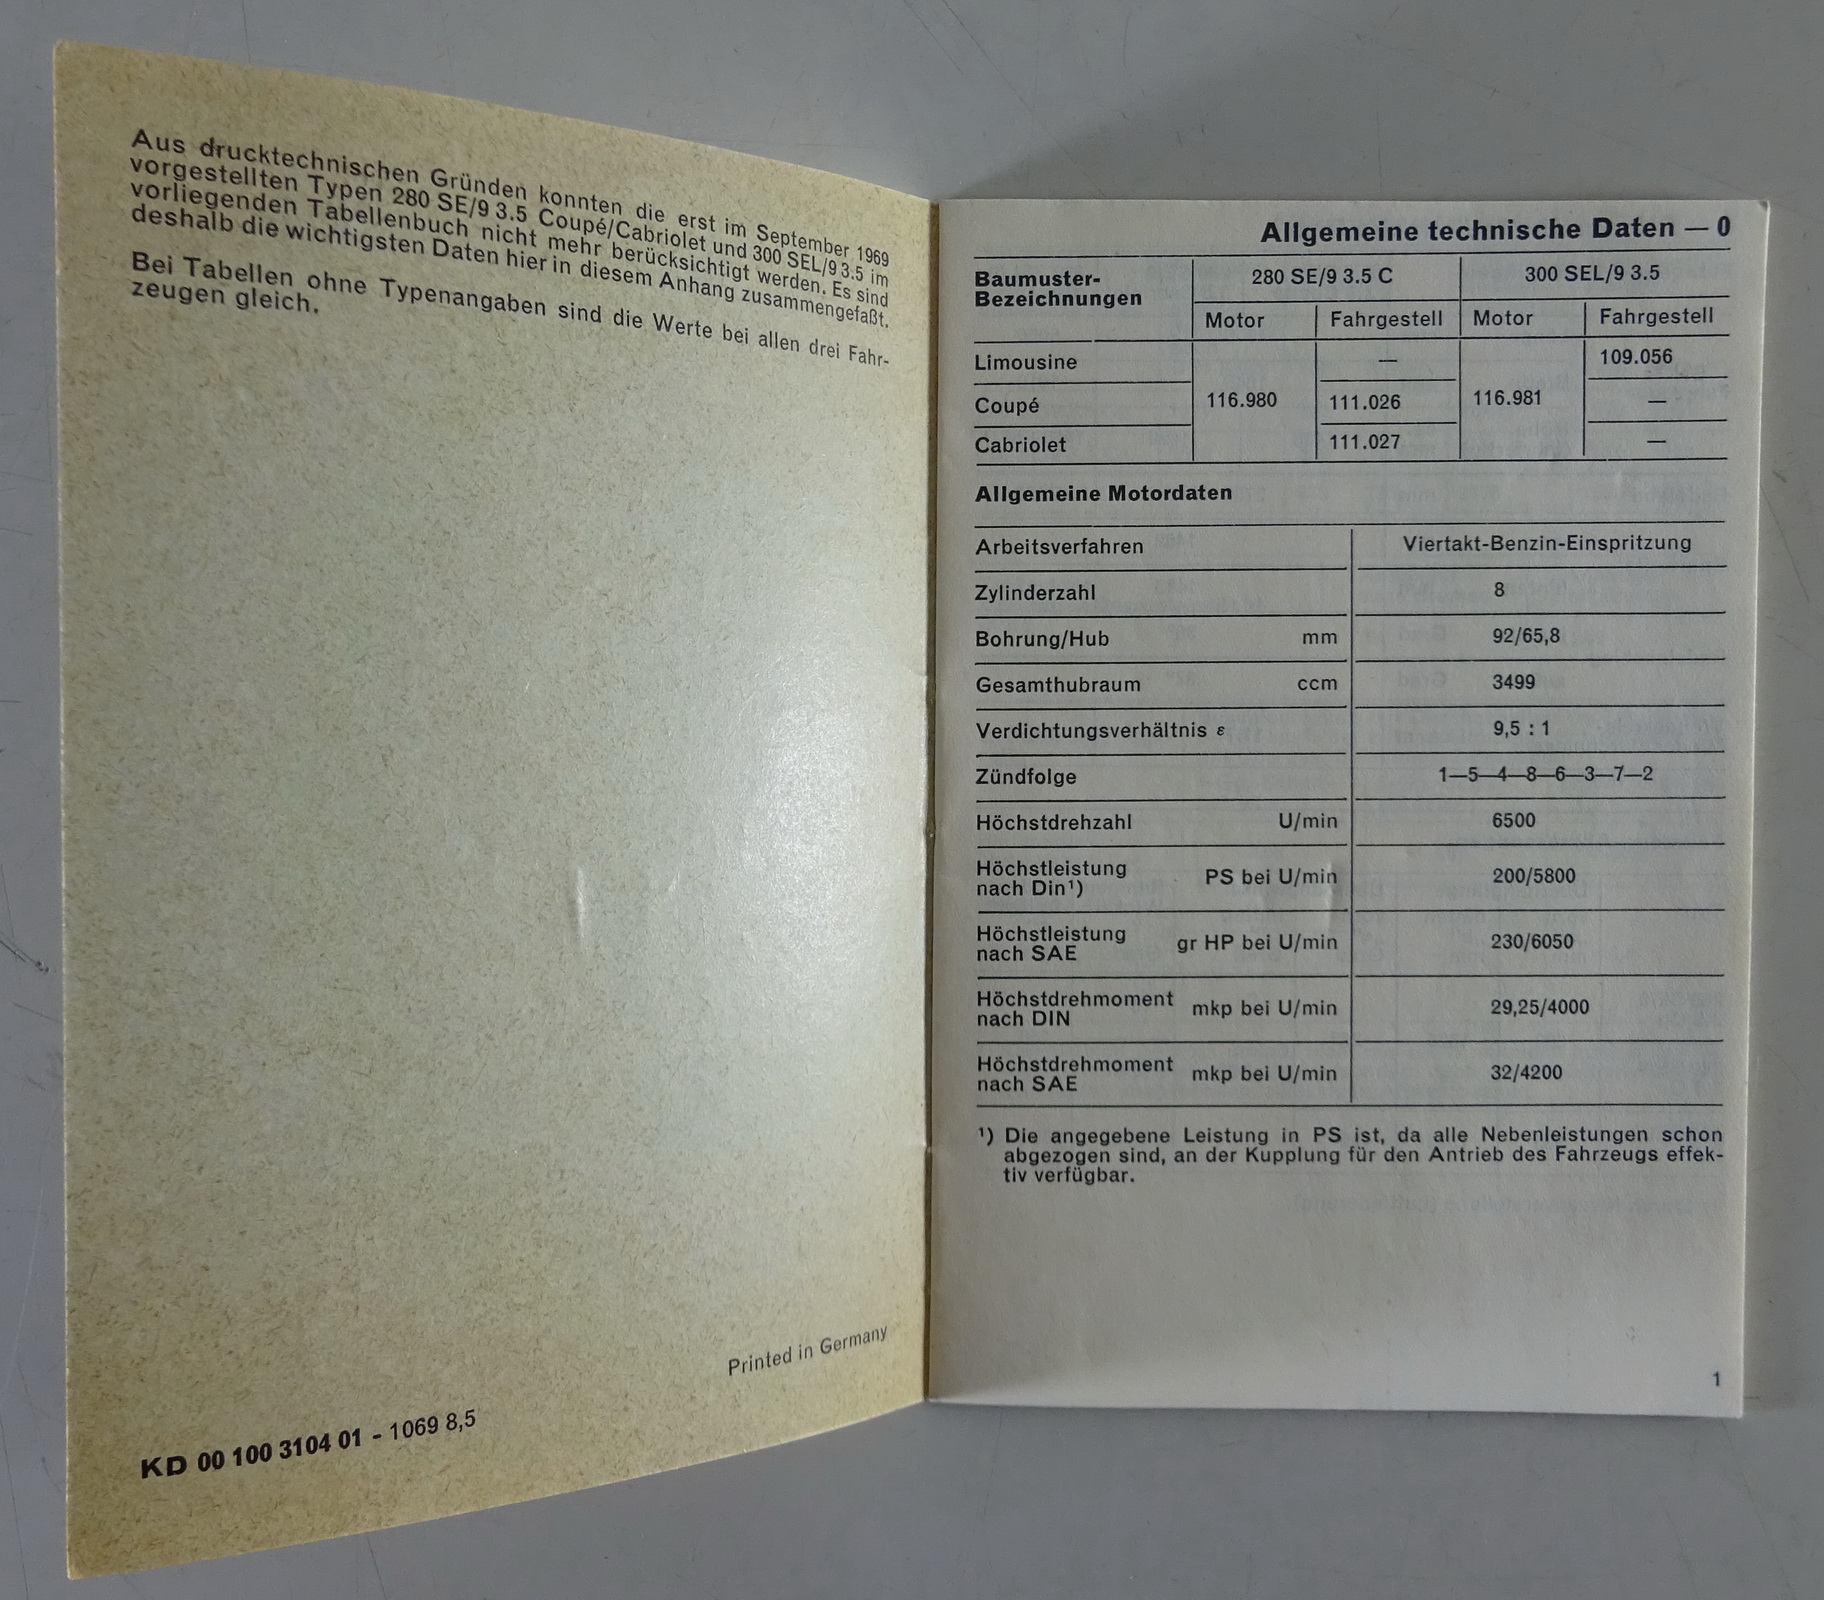 Aus drucktechnischen Gründen konnten die erst im September 1969
vorgestellten Typen 280 SE/9 3.5 Coupé/Cabriolet und 300 SEL/9 3.5 im
vorliegenden Tabellenbuch nicht mehr berücksichtigt werden. Es sind
deshalb die wichtigsten Daten hier in diesem Anhang zusammengefaßt.
Bei Tabellen ohne Typenangaben sind die Werte bei allen drei Fahr-
zeugen gleich.
Printed in Germany
KD 00 100 3104 01 - 1069 8,5
Allgemeine technische Daten — 0
Baumuster-
Bezeichnungen
280 SE/9 3.5 C
300 SEL/9 3.5
Motor Fahrgestell Motor Fahrgestell
Limousine — 109.056
Coupé 116.980 111.026 116.981 —
Cabriolet 111.027 —
Allgemeine Motordaten
Arbeitsverfahren Viertakt-Benzin-Einspritzung
Zylinderzahl 8
Bohrung/Hub mm 92/65,8
Gesamthubraum ccm 3499
Verdichtungsverhältnis ε 9,5 : 1
Zündfolge 1—5—4—8—6—3—7—2
Höchstdrehzahl U/min 6500
Höchstleistung
nach Din¹) PS bei U/min 200/5800
Höchstleistung
nach SAE gr HP bei U/min 230/6050
Höchstdrehmoment
nach DIN mkp bei U/min 29,25/4000
Höchstdrehmoment
nach SAE mkp bei U/min 32/4200
¹) Die angegebene Leistung in PS ist, da alle Nebenleistungen schon
abgezogen sind, an der Kupplung für den Antrieb des Fahrzeugs effek-
tiv verfügbar.
1